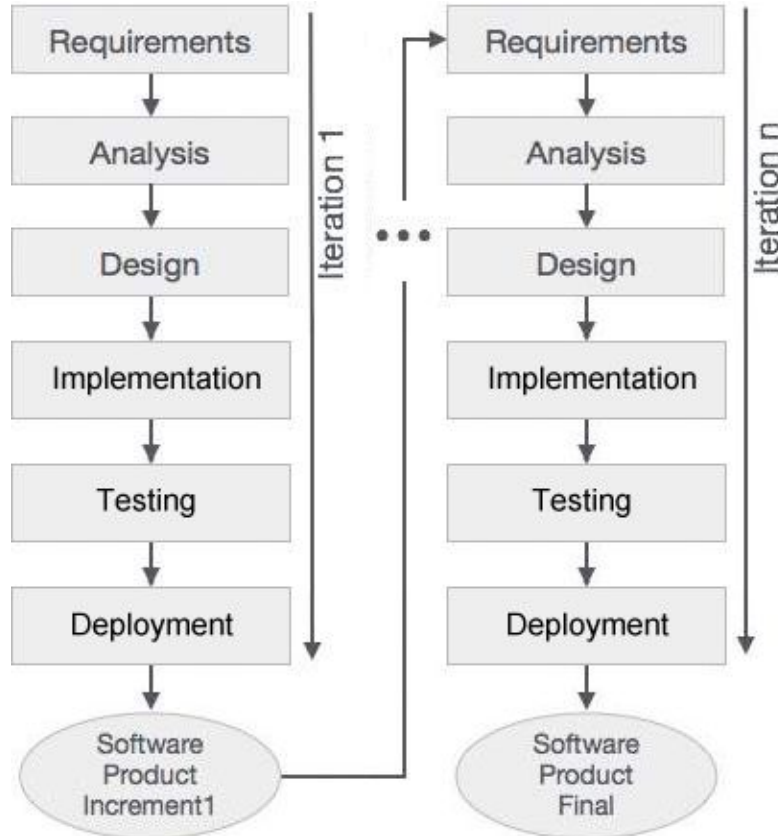 Requirements
Analysis
Design
Implementation
Testing
Deployment
Software
Product
Increment1
Iteration 1
Requirements
Analysis
Design
Implementation
Testing
Deployment
Software
Product
Final
Iteration n